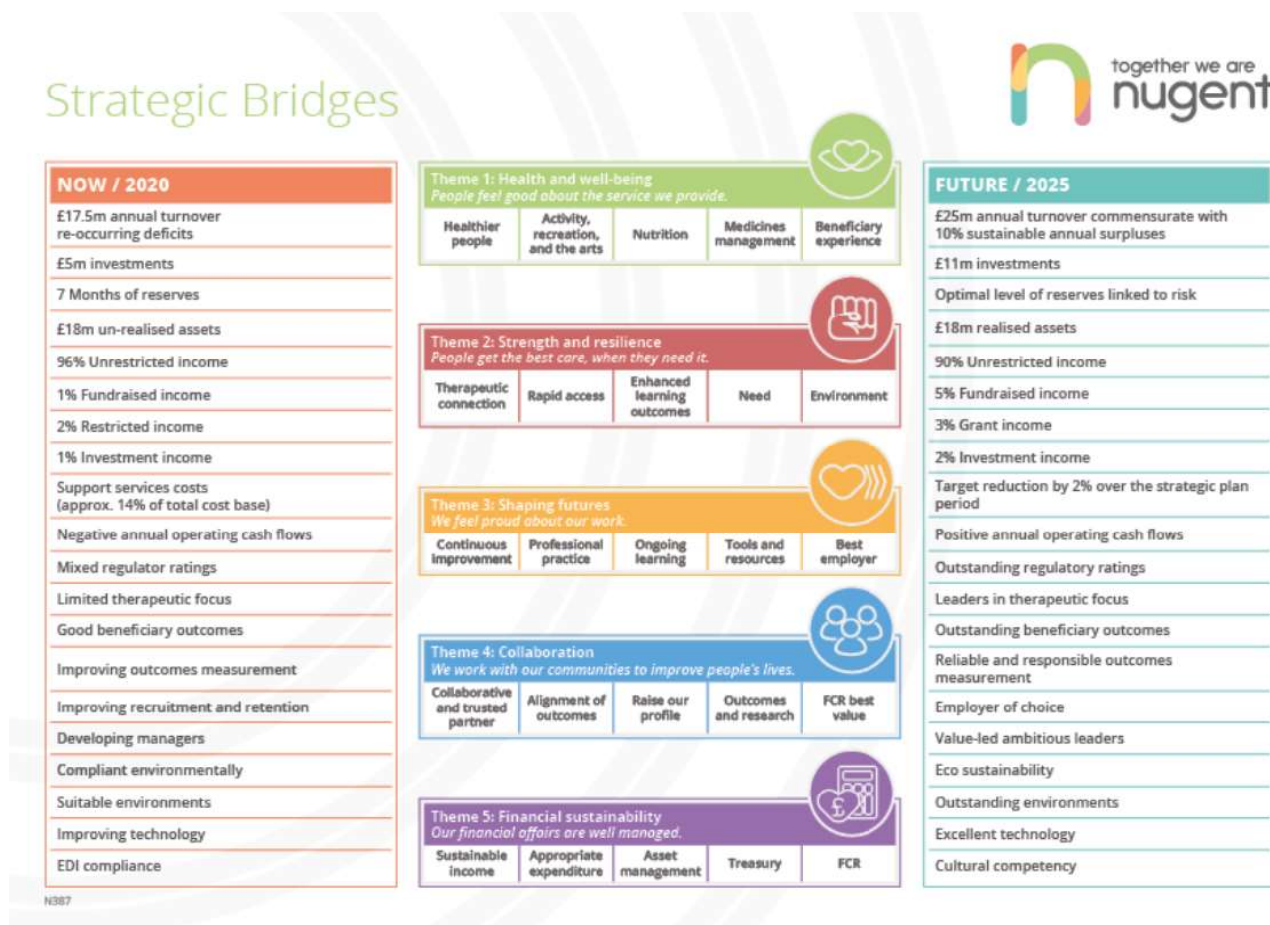 Strategic Bridges
together we are
nugent
NOW / 2020
£17.5m annual turnover
re-occurring deficits
£5m investments
7 Months of reserves
£18m un-realised assets
96% Unrestricted income
1% Fundraised income
2% Restricted income
1% Investment income
Support services costs
(approx. 14% of total cost base)
Negative annual operating cash flows
Mixed regulator ratings
Limited therapeutic focus
Good beneficiary outcomes
Improving outcomes measurement
Improving recruitment and retention
Developing managers
Compliant environmentally
Suitable environments
Improving technology
EDI compliance
Theme 1: Health and well-being
People feel good about the service we provide.
Healthier
people
Activity,
recreation,
and the arts
Nutrition
Medicines
management
Beneficiary
experience
Theme 2: Strength and resilience
People get the best care, when they need it.
Therapeutic
connection
Rapid access
Enhanced
learning
outcomes
Need
Environment
Theme 3: Shaping futures
We feel proud about our work.
Continuous
improvement
Professional
practice
Ongoing
learning
Tools and
resources
Best
employer
Theme 4: Collaboration
We work with our communities to improve people's lives.
Collaborative
and trusted
partner
Alignment of
outcomes
Raise our
profile
Outcomes
and research
FCR best
value
Theme 5: Financial sustainability
Our financial affairs are well managed.
Sustainable
income
Appropriate
expenditure
Asset
management
Treasury
FCR
FUTURE / 2025
£25m annual turnover commensurate with
10% sustainable annual surpluses
£11m investments
Optimal level of reserves linked to risk
£18m realised assets
90% Unrestricted income
5% Fundraised income
3% Grant income
2% Investment income
Target reduction by 2% over the strategic plan
period
Positive annual operating cash flows
Outstanding regulatory ratings
Leaders in therapeutic focus
Outstanding beneficiary outcomes
Reliable and responsible outcomes
measurement
Employer of choice
Value-led ambitious leaders
Eco sustainability
Outstanding environments
Excellent technology
Cultural competency
N387